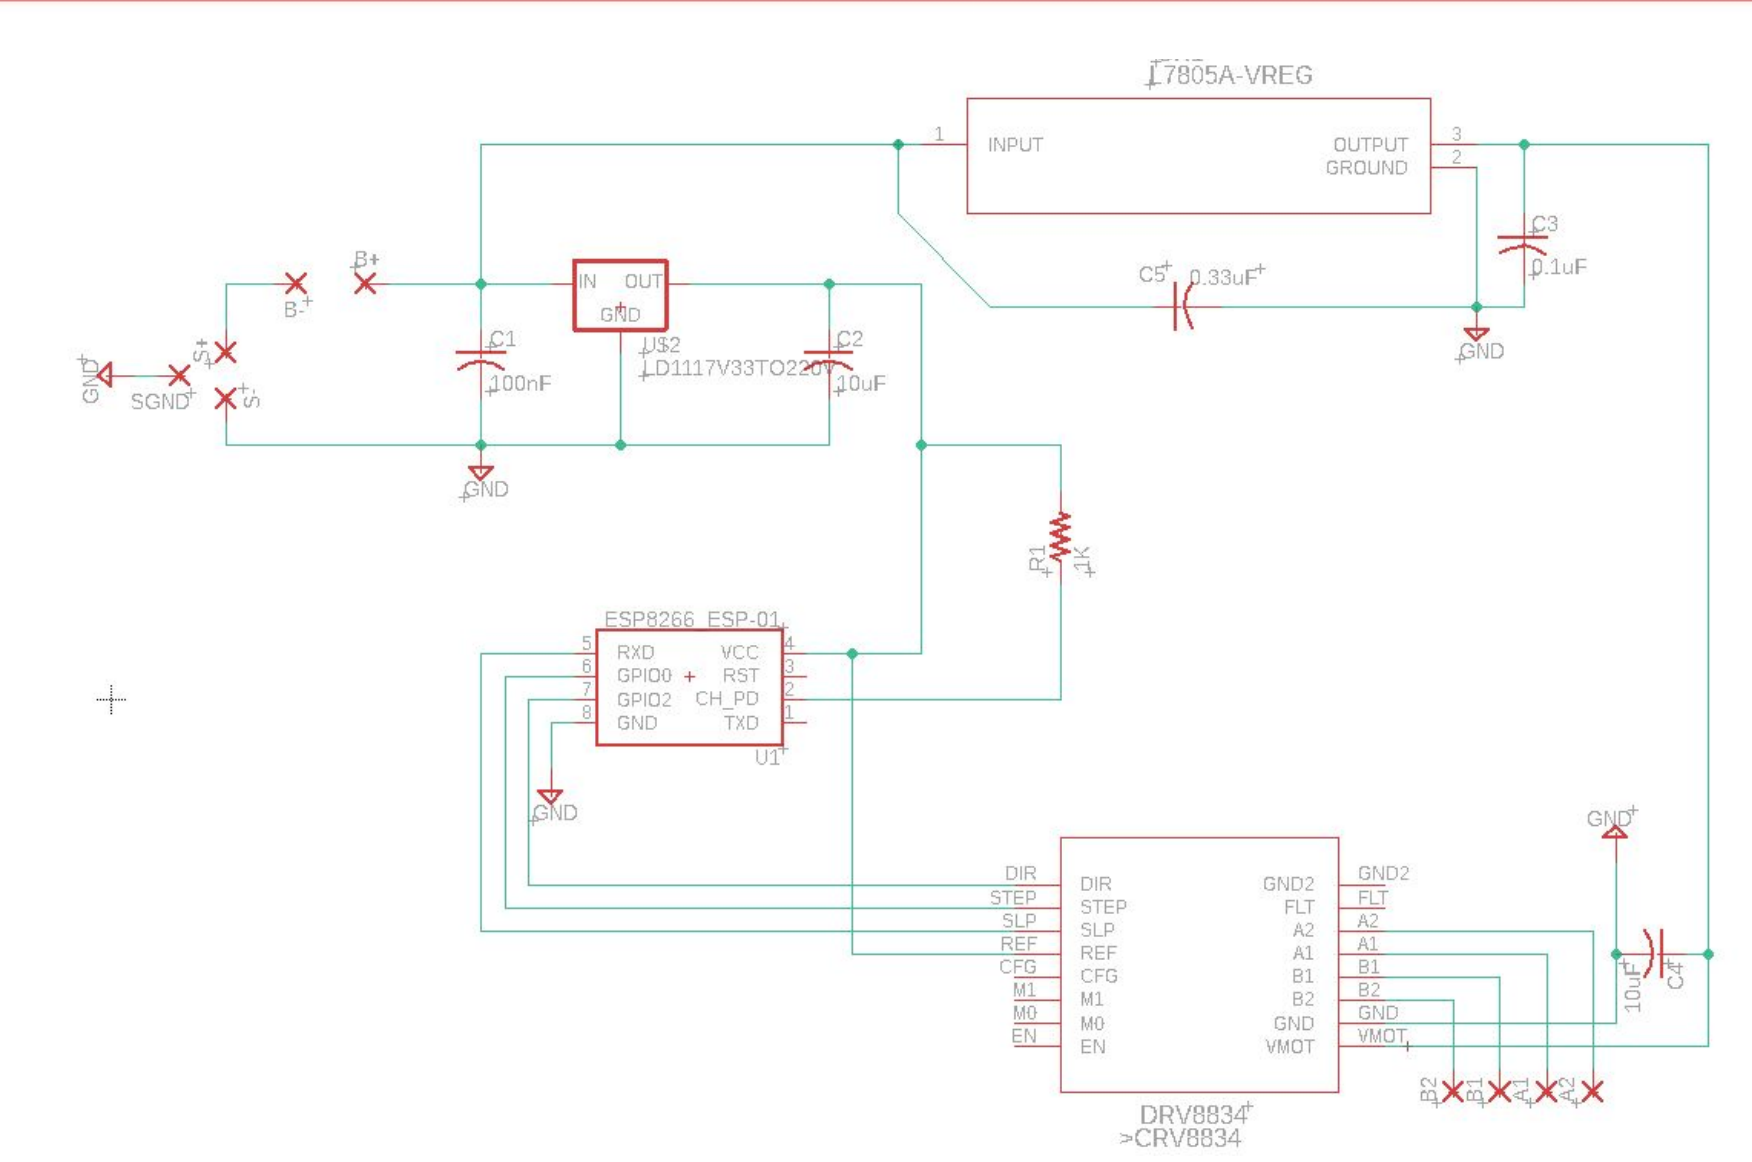 L7805A-VREG
1
INPUT
OUTPUT
3
GROUND
2
C3
0.1uF
C5
0.33uF
GND
B-
B+
IN
OUT
GND
U$2
LD1117V33TO220V
C1
100nF
C2
10uF
S+
S-
SGND
GND
GND
R1
1K
ESP8266_ESP-01
5
RXD
VCC
4
6
GPIO0
RST
3
7
GPIO2
CH_PD
2
8
GND
TXD
1
U1
GND
GND
10uF
C4
DIR
DIR
GND2
GND2
STEP
STEP
FLT
FLT
SLP
SLP
A2
A2
REF
REF
A1
A1
CFG
CFG
B1
B1
M1
M1
B2
B2
M0
M0
GND
GND
EN
EN
VMOT
VMOT
B2
B1
A1
A2
DRV8834
>CRV8834